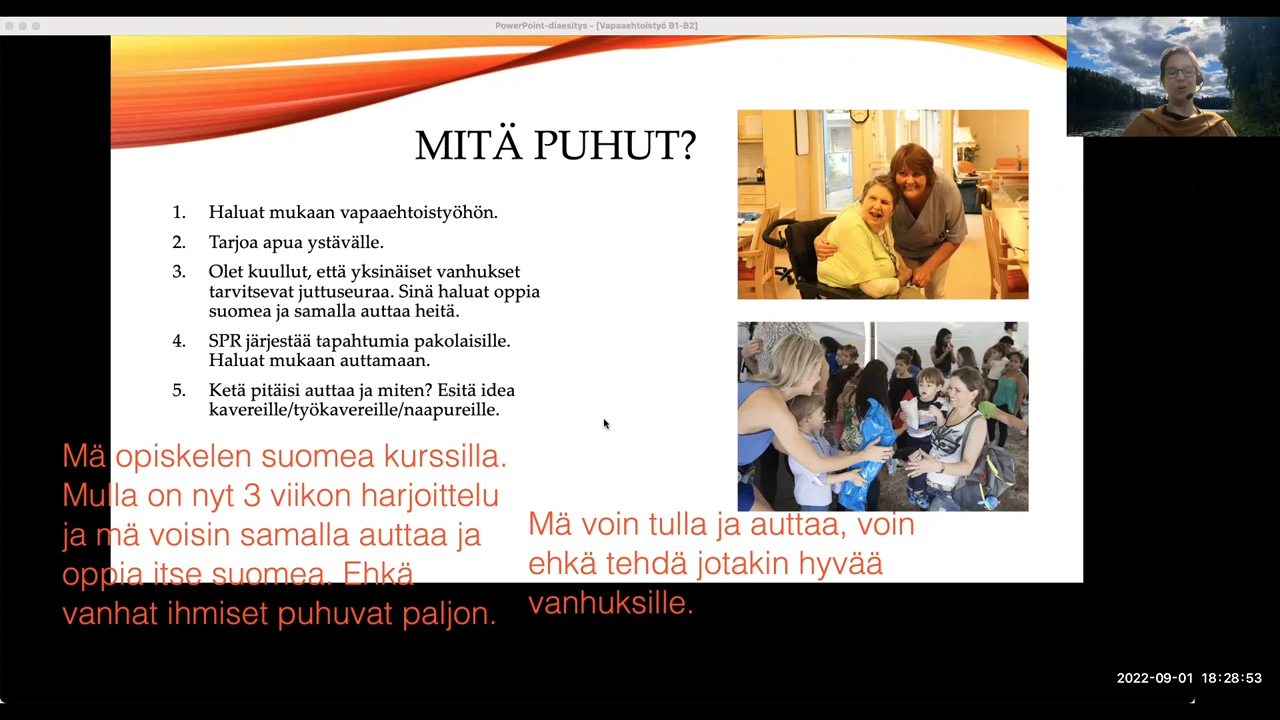 PowerPoint-diaesitys - [Vapaaehtoistyö B1-B2]
MITÄ PUHUT?
1. Haluat mukaan vapaaehtoistyöhön.
2. Tarjoa apua ystävälle.
3. Olet kuullut, että yksinäiset vanhukset
tarvitsevat juttuseuraa. Sinä haluat oppia
suomea ja samalla auttaa heitä.
4. SPR järjestää tapahtumia pakolaisille.
Haluat mukaan auttamaan.
5. Ketä pitäisi auttaa ja miten? Esitä idea
kavereille/työkavereille/naapureille.
Mä opiskelen suomea kurssilla.
Mulla on nyt 3 viikon harjoittelu
ja mä voisin samalla auttaa ja
oppia itse suomea. Ehkä
vanhat ihmiset puhuvat paljon.
Mä voin tulla ja auttaa, voin
ehkä tehdä jotakin hyvää
vanhuksille.
2022-09-01 18:28:53